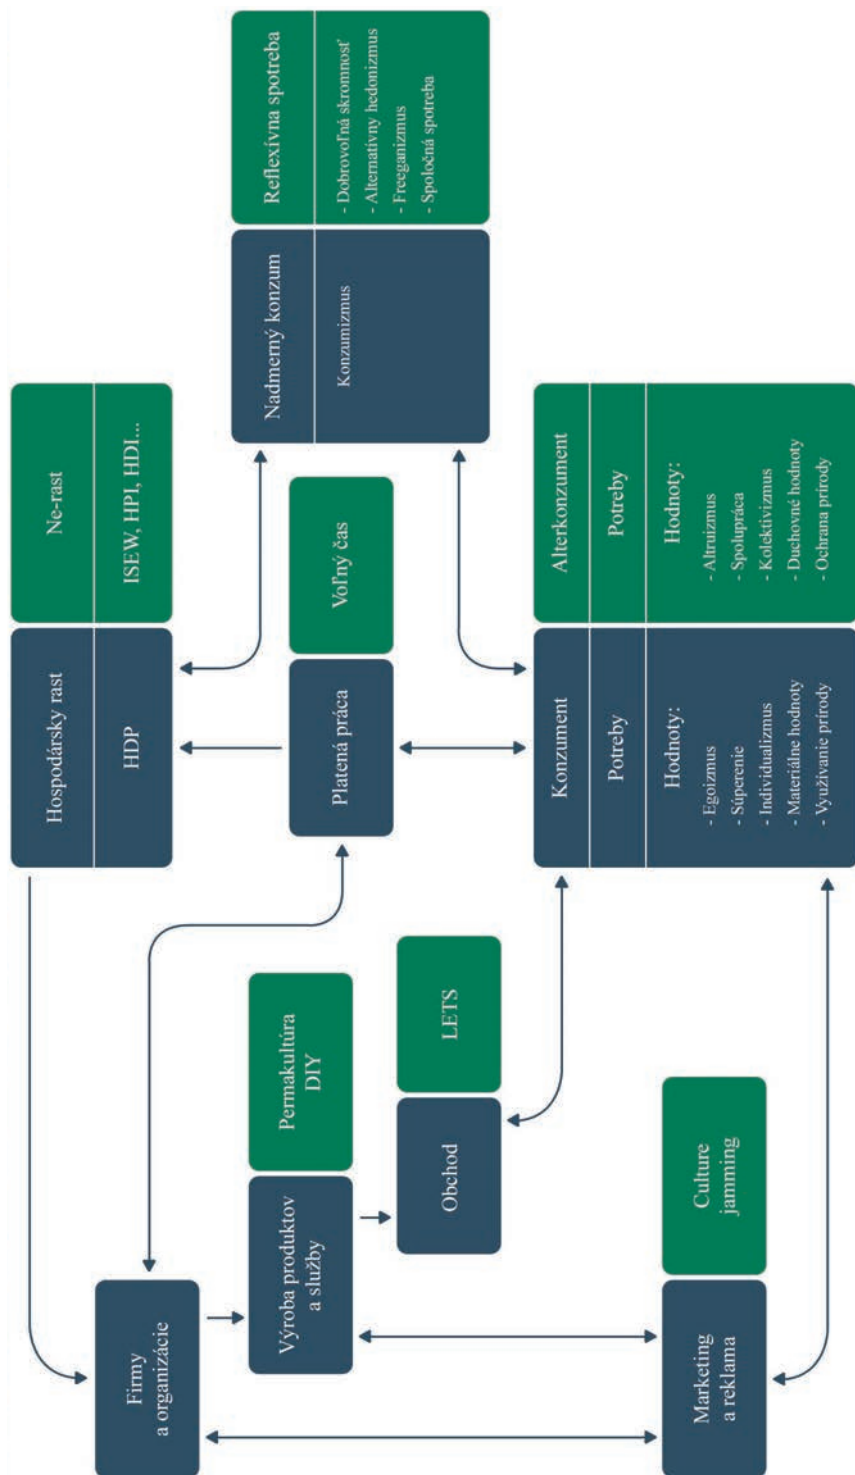 Hospodársky rast
HDP
Ne-rast
ISEW, HPI, HDI...
Firmy
a organizácie
Výroba produktov
a služby
Permakultúra
DIY
Platená práca
Voľný čas
Nadmerný konzum
Konzumizmus
Reflexívna spotreba
- Dobrovoľná skromnosť
- Alternatívny hedonizmus
- Freeganizmus
- Spoločná spotreba
Obchod
LETS
Konzument
Potreby
Hodnoty:
- Egoizmus
- Súperenie
- Individualizmus
- Materiálne hodnoty
- Využívanie prírody
Alterkonzument
Potreby
Hodnoty:
- Altruizmus
- Spolupráca
- Kolektivizmus
- Duchovné hodnoty
- Ochrana prírody
Marketing
a reklama
Culture
jamming